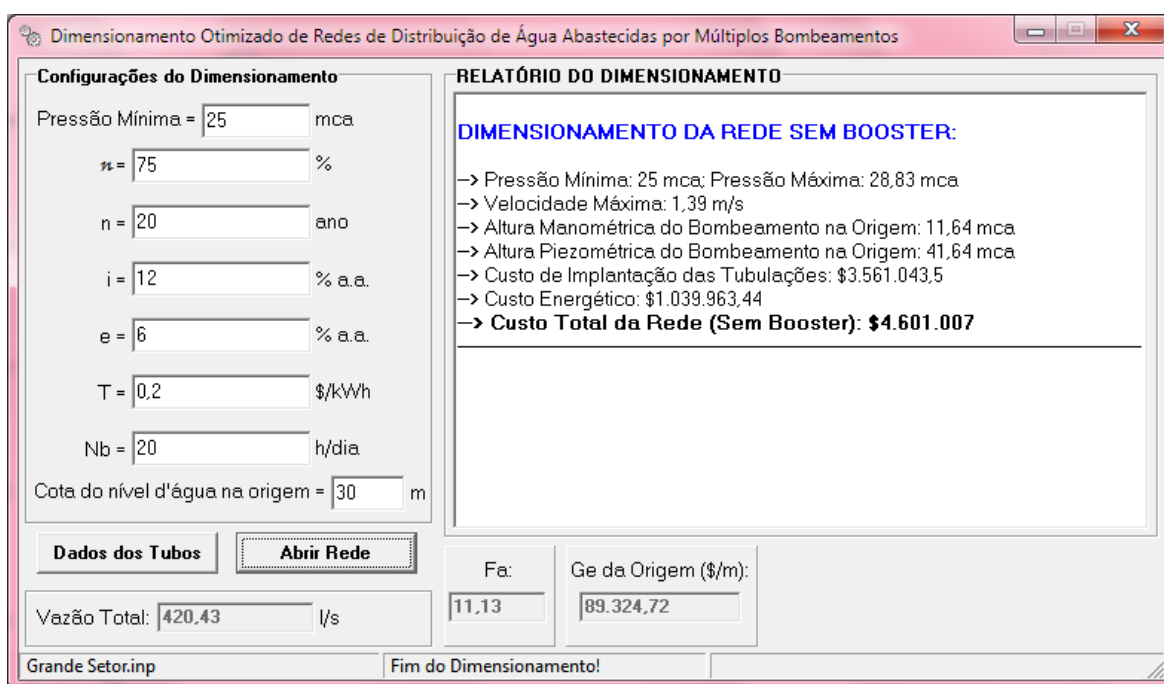 Dimensionamento Otimizado de Redes de Distribuição de Água Abastecidas por Múltiplos Bombeamentos
Configurações do Dimensionamento
Pressão Mínima = 25 mca
n = 75 %
n = 20 ano
i = 12 % a.a.
e = 6 % a.a.
T = 0,2 $/kWh
Nb = 20 h/dia
Cota do nível d'água na origem = 30 m
Dados dos Tubos Abrir Rede
Vazão Total: 420,43 l/s
RELATÓRIO DO DIMENSIONAMENTO
DIMENSIONAMENTO DA REDE SEM BOOSTER:
--> Pressão Mínima: 25 mca; Pressão Máxima: 28,83 mca
--> Velocidade Máxima: 1,39 m/s
--> Altura Manométrica do Bombeamento na Origem: 11,64 mca
--> Altura Piezométrica do Bombeamento na Origem: 41,64 mca
--> Custo de Implantação das Tubulações: $3.561.043,5
--> Custo Energético: $1.039.963,44
--> Custo Total da Rede (Sem Booster): $4.601.007
Fa: Ge da Origem ($/m):
11,13 89.324,72
Grande Setor.inp Fim do Dimensionamento!